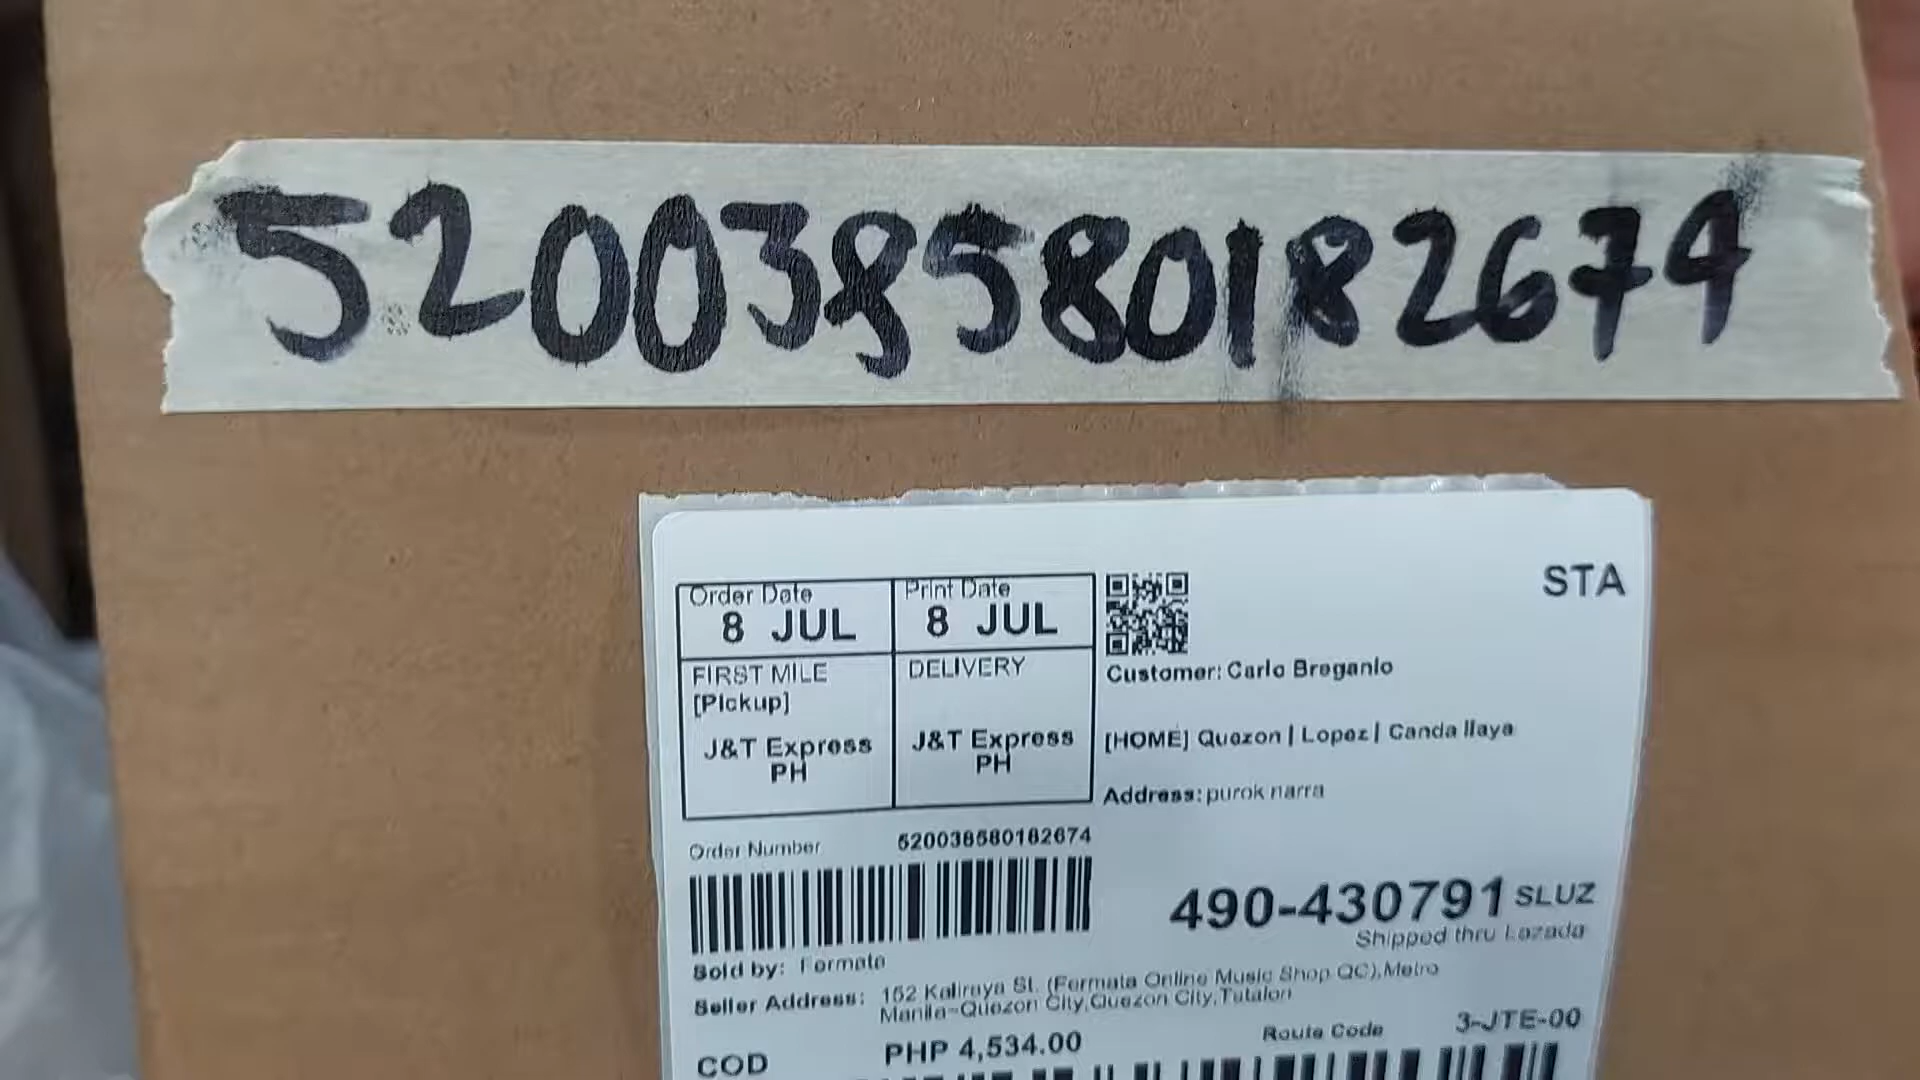 520038580182674
STA
Order Date
8 JUL
Print Date
8 JUL
FIRST MILE
[Pickup]
J&T Express
PH
DELIVERY
J&T Express
PH
Customer: Carlo Breganio
[HOME] Quezon | Lopez | Canda Ilaya
Address: purok narra
Order Number 520038580182674
490-430791 SLUZ
Shipped thru Lazada
Sold by: Fermata
Seller Address: 152 Kaliraya St. (Fermata Online Music Shop QC), Metro
Manila~Quezon City, Quezon City, Tatalon
COD PHP 4,534.00
Route Code 3-JTE-00